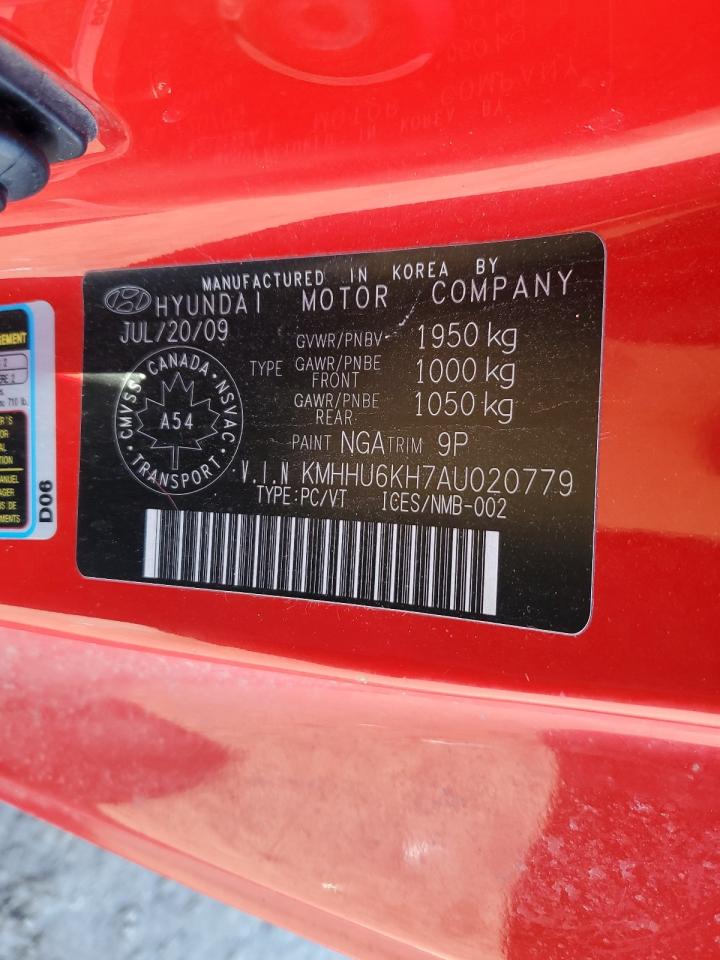 MANUFACTURED IN KOREA BY
HYUNDAI MOTOR COMPANY
JUL/20/09
GVWR/PNBV 1950 kg
TYPE GAWR/PNBE FRONT 1000 kg
GAWR/PNBE REAR 1050 kg
CMVSS · CANADA · NSVAC
A54
TRANSPORT
PAINT NGA TRIM 9P
V.I.N KMHHU6KH7AU020779
TYPE:PC/VT ICES/NMB-002
D06
710 lb.